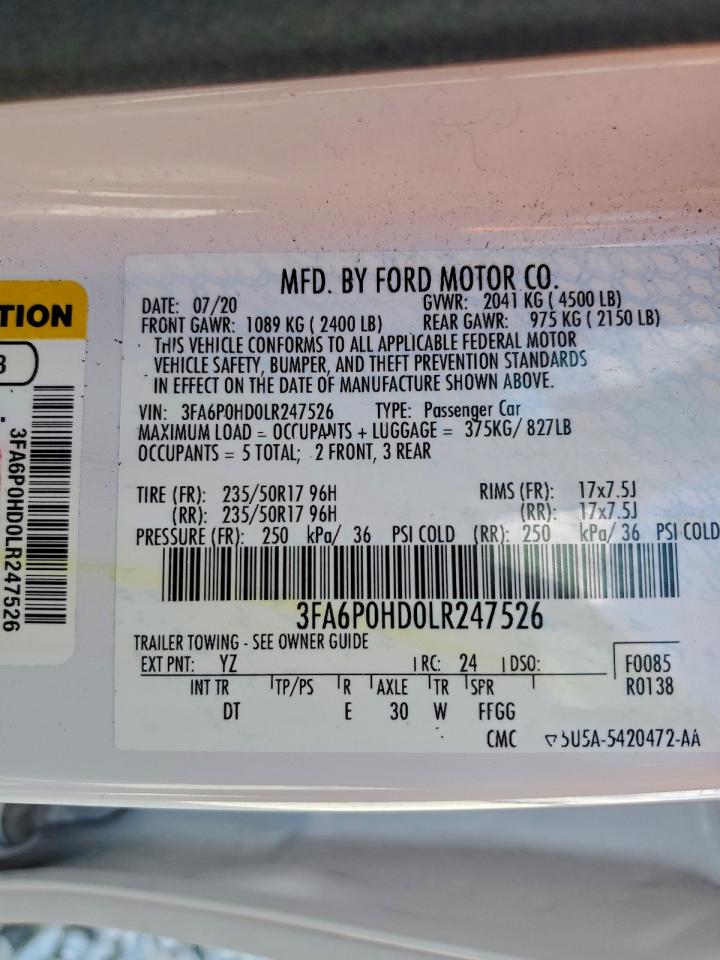 MFD. BY FORD MOTOR CO.
DATE: 07/20 GVWR: 2041 KG ( 4500 LB)
FRONT GAWR: 1089 KG ( 2400 LB) REAR GAWR: 975 KG ( 2150 LB)
THIS VEHICLE CONFORMS TO ALL APPLICABLE FEDERAL MOTOR
VEHICLE SAFETY, BUMPER, AND THEFT PREVENTION STANDARDS
IN EFFECT ON THE DATE OF MANUFACTURE SHOWN ABOVE.
VIN: 3FA6P0HD0LR247526 TYPE: Passenger Car
MAXIMUM LOAD = OCCUPANTS + LUGGAGE = 375KG/ 827LB
OCCUPANTS = 5 TOTAL; 2 FRONT, 3 REAR
TIRE (FR): 235/50R17 96H RIMS (FR): 17x7.5J
(RR): 235/50R17 96H (RR): 17x7.5J
PRESSURE (FR): 250 kPa/ 36 PSI COLD (RR): 250 kPa/ 36 PSI COLD
3FA6P0HD0LR247526
TRAILER TOWING - SEE OWNER GUIDE
EXT PNT: YZ RC: 24 DSO: F0085
INT TR TP/PS R AXLE TR SPR R0138
DT E 30 W FFGG
CMC 5U5A-5420472-AA
TION
3
3FA6P0HD0LR247526